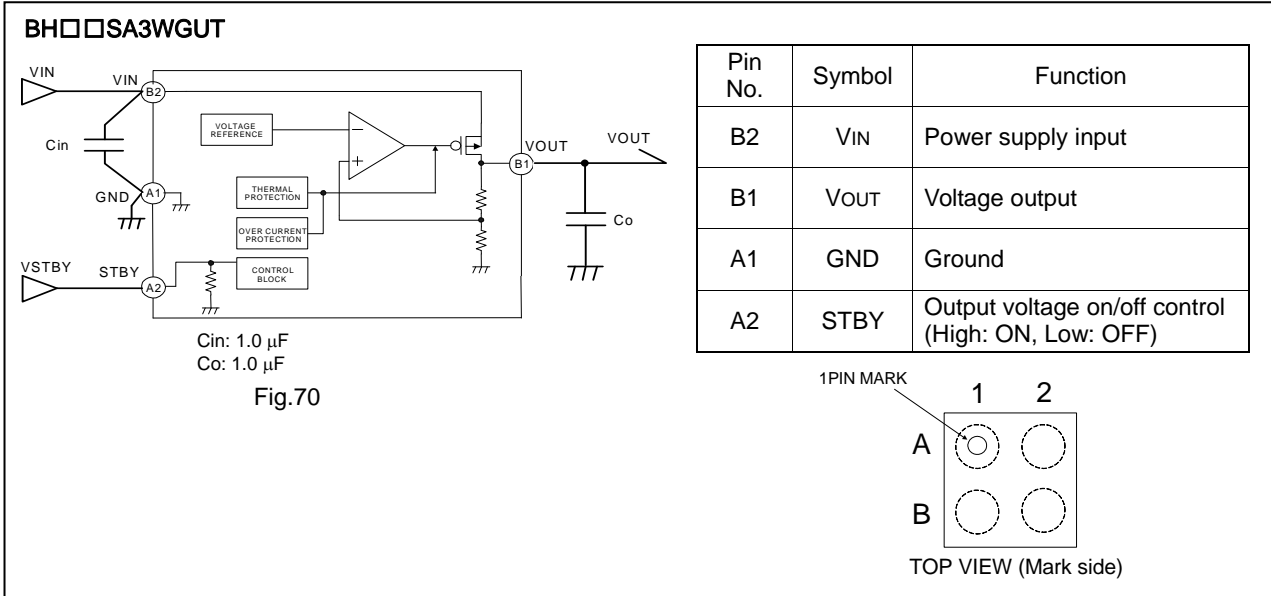 BH□□SA3WGUT
VIN
VIN
B2
Cin
GND
A1
VSTBY
STBY
A2
VOLTAGE
REFERENCE
THERMAL
PROTECTION
OVER CURRENT
PROTECTION
CONTROL
BLOCK
−
+
VOUT
B1
VOUT
Co
Cin: 1.0 μF
Co: 1.0 μF
Fig.70
Pin No. Symbol Function
B2 VIN Power supply input
B1 VOUT Voltage output
A1 GND Ground
A2 STBY Output voltage on/off control
(High: ON, Low: OFF)
1PIN MARK
1 2
A
B
TOP VIEW (Mark side)